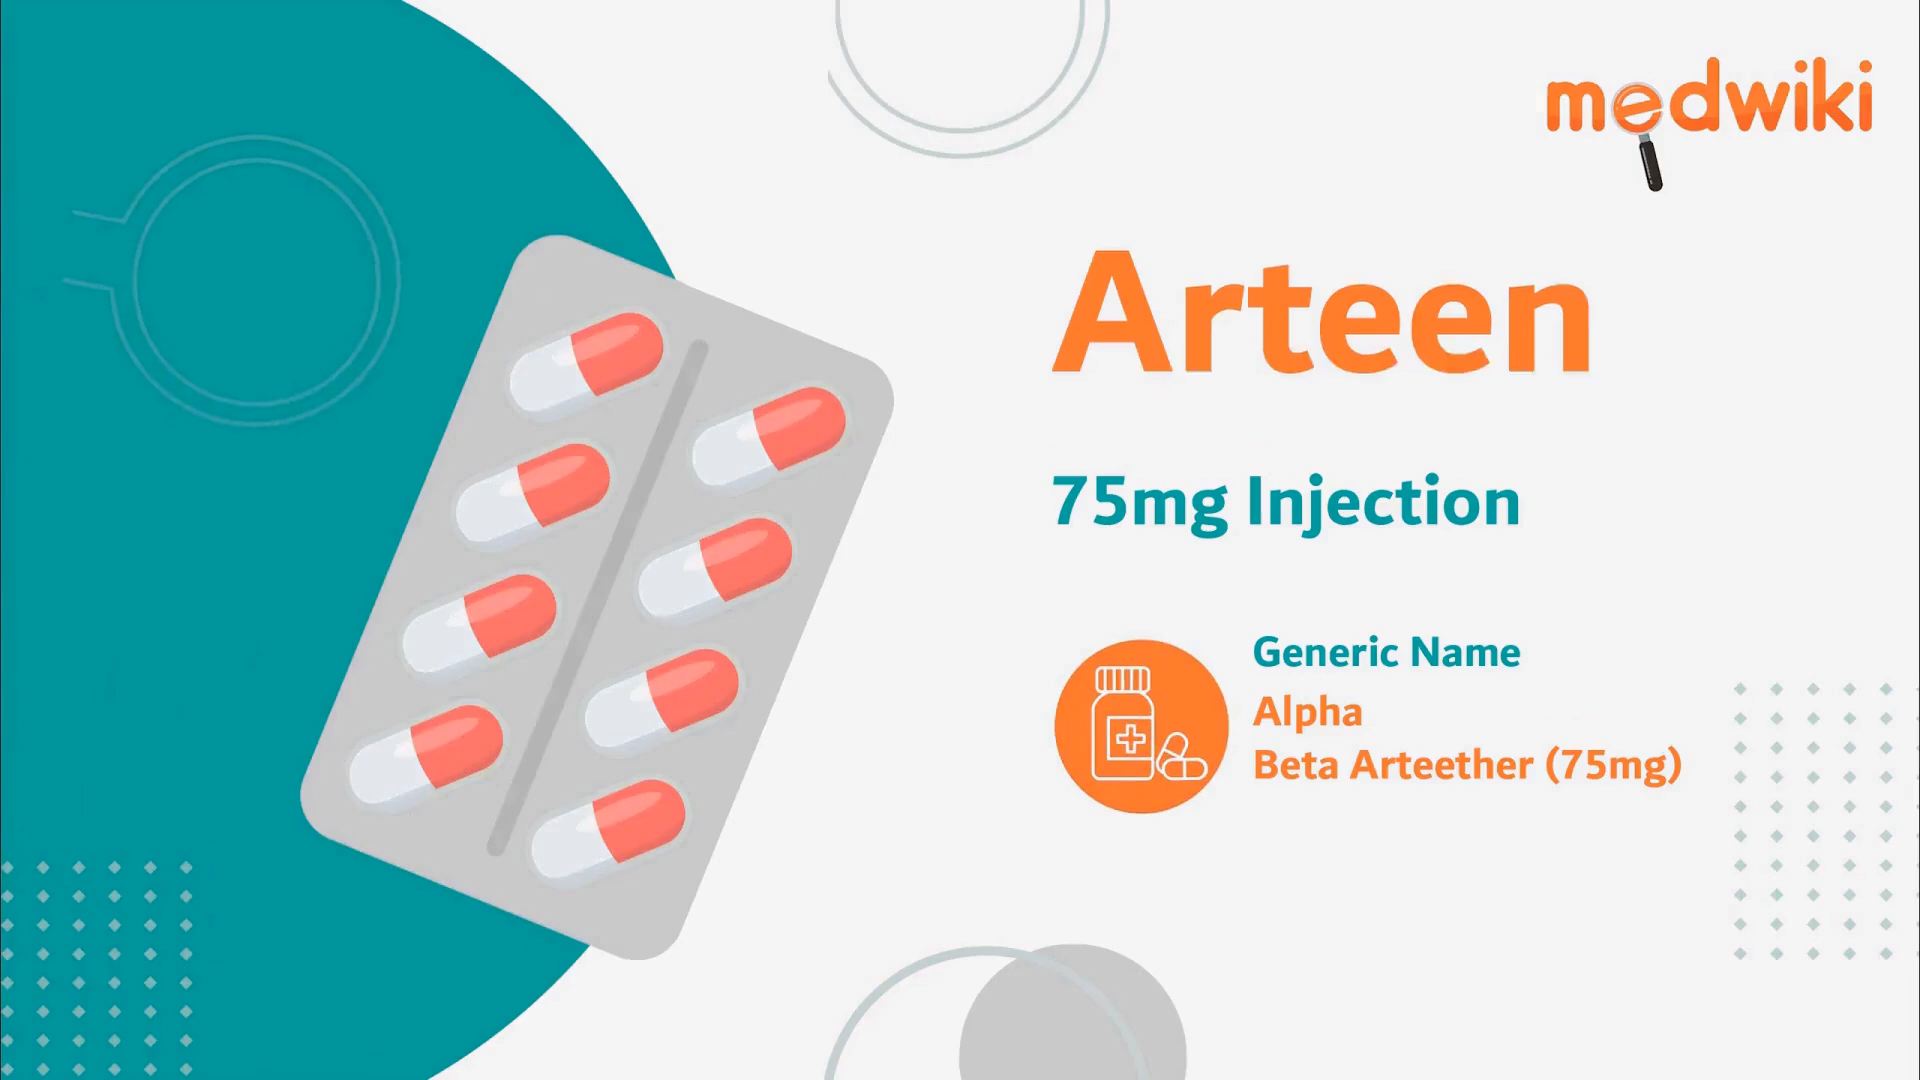 medwiki
Arteen
75mg Injection
Generic Name
Alpha
Beta Arteether (75mg)